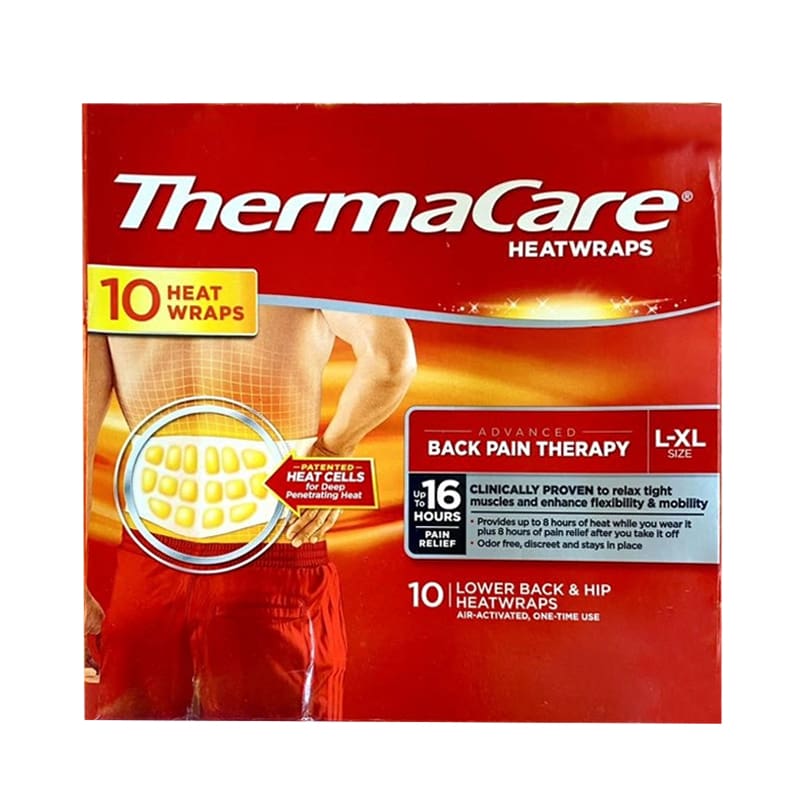 ThermaCare®
HEATWRAPS
10 HEAT
WRAPS
PATENTED
HEAT CELLS
for Deep
Penetrating Heat
ADVANCED
BACK PAIN THERAPY
L-XL
SIZE
Up To 16
HOURS
PAIN
RELIEF
CLINICALLY PROVEN to relax tight
muscles and enhance flexibility & mobility
• Provides up to 8 hours of heat while you wear it
plus 8 hours of pain relief after you take it off
• Odor free, discreet and stays in place
10 LOWER BACK & HIP
HEATWRAPS
AIR-ACTIVATED, ONE-TIME USE